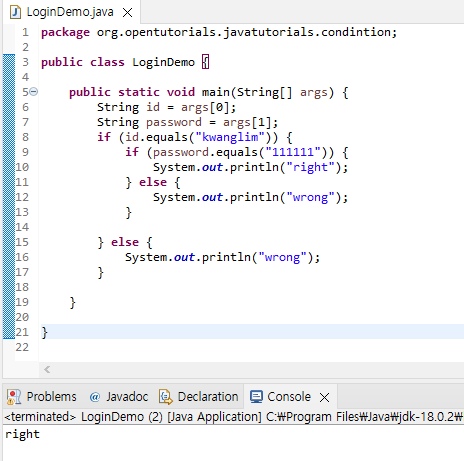 LoginDemo.java
1 package org.opentutorials.javatutorials.condintion;
2
3 public class LoginDemo {
4
5 public static void main(String[] args) {
6 String id = args[0];
7 String password = args[1];
8 if (id.equals("kwanglim")) {
9 if (password.equals("111111")) {
10 System.out.println("right");
11 } else {
12 System.out.println("wrong");
13 }
14
15 } else {
16 System.out.println("wrong");
17 }
18
19 }
20
21 }
22
Problems @ Javadoc Declaration Console
<terminated> LoginDemo (2) [Java Application] C:₩Program Files₩Java₩jdk-18.0.2₩
right